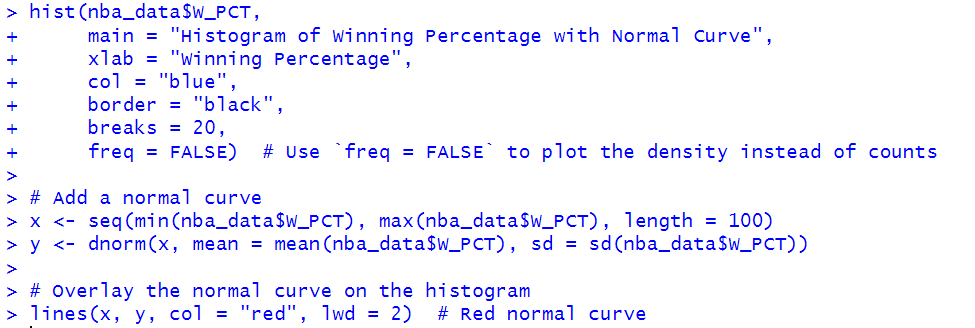 > hist(nba_data$W_PCT,
+      main = "Histogram of Winning Percentage with Normal Curve",
+      xlab = "Winning Percentage",
+      col = "blue",
+      border = "black",
+      breaks = 20,
+      freq = FALSE)  # Use `freq = FALSE` to plot the density instead of counts
>
> # Add a normal curve
> x <- seq(min(nba_data$W_PCT), max(nba_data$W_PCT), length = 100)
> y <- dnorm(x, mean = mean(nba_data$W_PCT), sd = sd(nba_data$W_PCT))
>
> # Overlay the normal curve on the histogram
> lines(x, y, col = "red", lwd = 2)  # Red normal curve